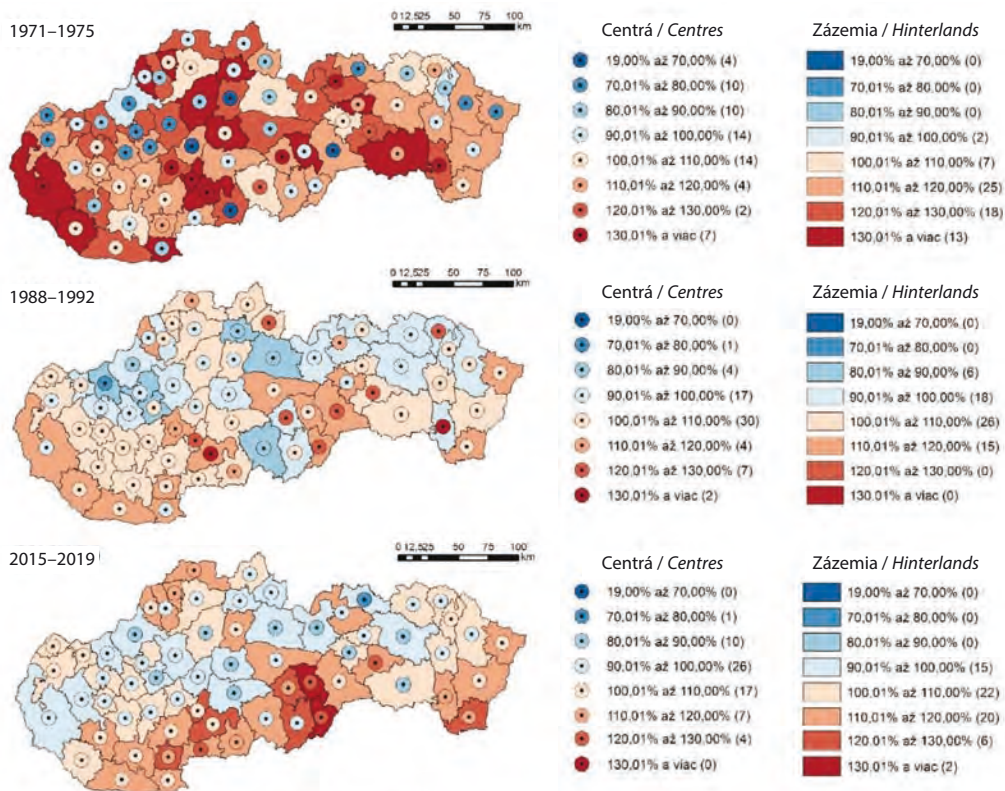 1971–1975
0 12,525 50 80 100
km
Centrá / Centres
19,00% až 70,00% (4)
70,01% až 80,00% (10)
80,01% až 90,00% (10)
90,01% až 100,00% (14)
100,01% až 110,00% (14)
110,01% až 120,00% (4)
120,01% až 130,00% (2)
130,01% a viac (7)
Zázemia / Hinterlands
19,00% až 70,00% (0)
70,01% až 80,00% (0)
80,01% až 90,00% (0)
90,01% až 100,00% (2)
100,01% až 110,00% (7)
110,01% až 120,00% (25)
120,01% až 130,00% (18)
130,01% a viac (13)
1988–1992
0 12,525 50 80 100
km
Centrá / Centres
19,00% až 70,00% (0)
70,01% až 80,00% (1)
80,01% až 90,00% (4)
90,01% až 100,00% (17)
100,01% až 110,00% (30)
110,01% až 120,00% (4)
120,01% až 130,00% (7)
130,01% a viac (2)
Zázemia / Hinterlands
19,00% až 70,00% (0)
70,01% až 80,00% (0)
80,01% až 90,00% (6)
90,01% až 100,00% (18)
100,01% až 110,00% (26)
110,01% až 120,00% (15)
120,01% až 130,00% (0)
130,01% a viac (0)
2015–2019
0 12,525 50 80 100
km
Centrá / Centres
19,00% až 70,00% (0)
70,01% až 80,00% (1)
80,01% až 90,00% (10)
90,01% až 100,00% (26)
100,01% až 110,00% (17)
110,01% až 120,00% (7)
120,01% až 130,00% (4)
130,01% a viac (0)
Zázemia / Hinterlands
19,00% až 70,00% (0)
70,01% až 80,00% (0)
80,01% až 90,00% (0)
90,01% až 100,00% (15)
100,01% až 110,00% (22)
110,01% až 120,00% (20)
120,01% až 130,00% (6)
130,01% a viac (2)